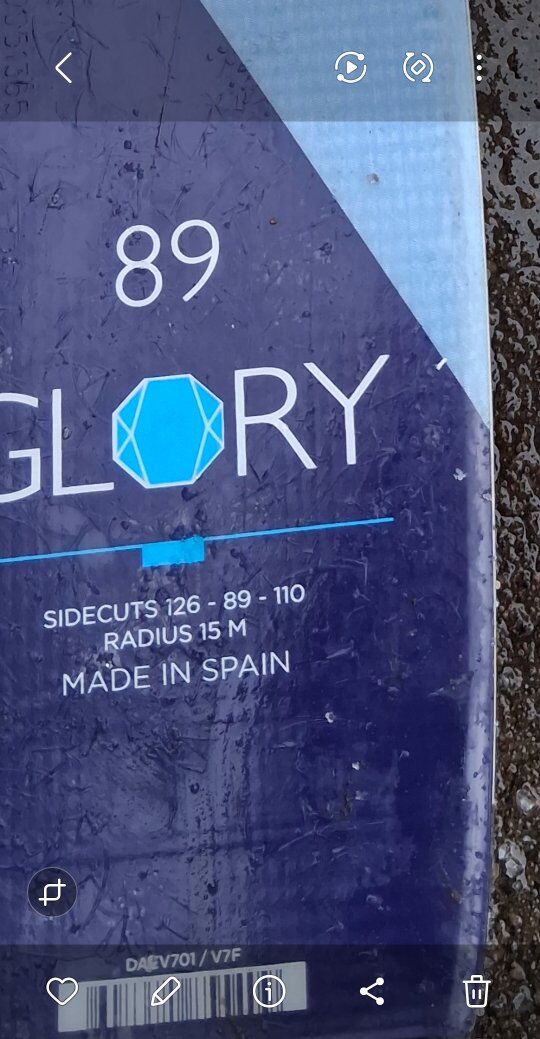 89
GLORY
SIDECUTS 126 - 89 - 110
RADIUS 15 M
MADE IN SPAIN
DAEV701 / V7F